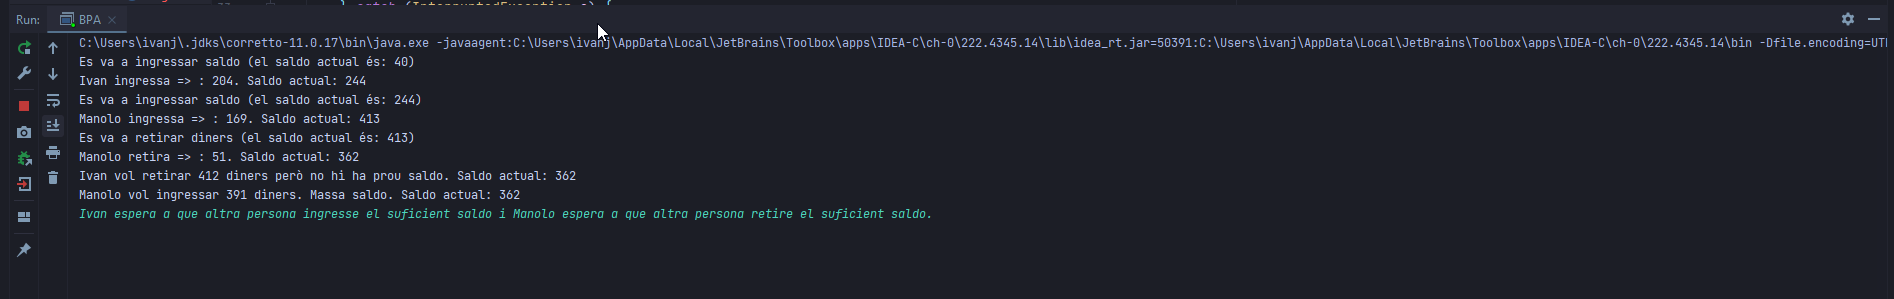 } catch (InterruptedException e) {
Run: BPA
C:\Users\ivanj\.jdks\corretto-11.0.17\bin\java.exe -javaagent:C:\Users\ivanj\AppData\Local\JetBrains\Toolbox\apps\IDEA-C\ch-0\222.4345.14\lib\idea_rt.jar=50391:C:\Users\ivanj\AppData\Local\JetBrains\Toolbox\apps\IDEA-C\ch-0\222.4345.14\bin -Dfile.encoding=UT
Es va a ingressar saldo (el saldo actual és: 40)
Ivan ingressa => : 204. Saldo actual: 244
Es va a ingressar saldo (el saldo actual és: 244)
Manolo ingressa => : 169. Saldo actual: 413
Es va a retirar diners (el saldo actual és: 413)
Manolo retira => : 51. Saldo actual: 362
Ivan vol retirar 412 diners però no hi ha prou saldo. Saldo actual: 362
Manolo vol ingressar 391 diners. Massa saldo. Saldo actual: 362
Ivan espera a que altra persona ingresse el suficient saldo i Manolo espera a que altra persona retire el suficient saldo.